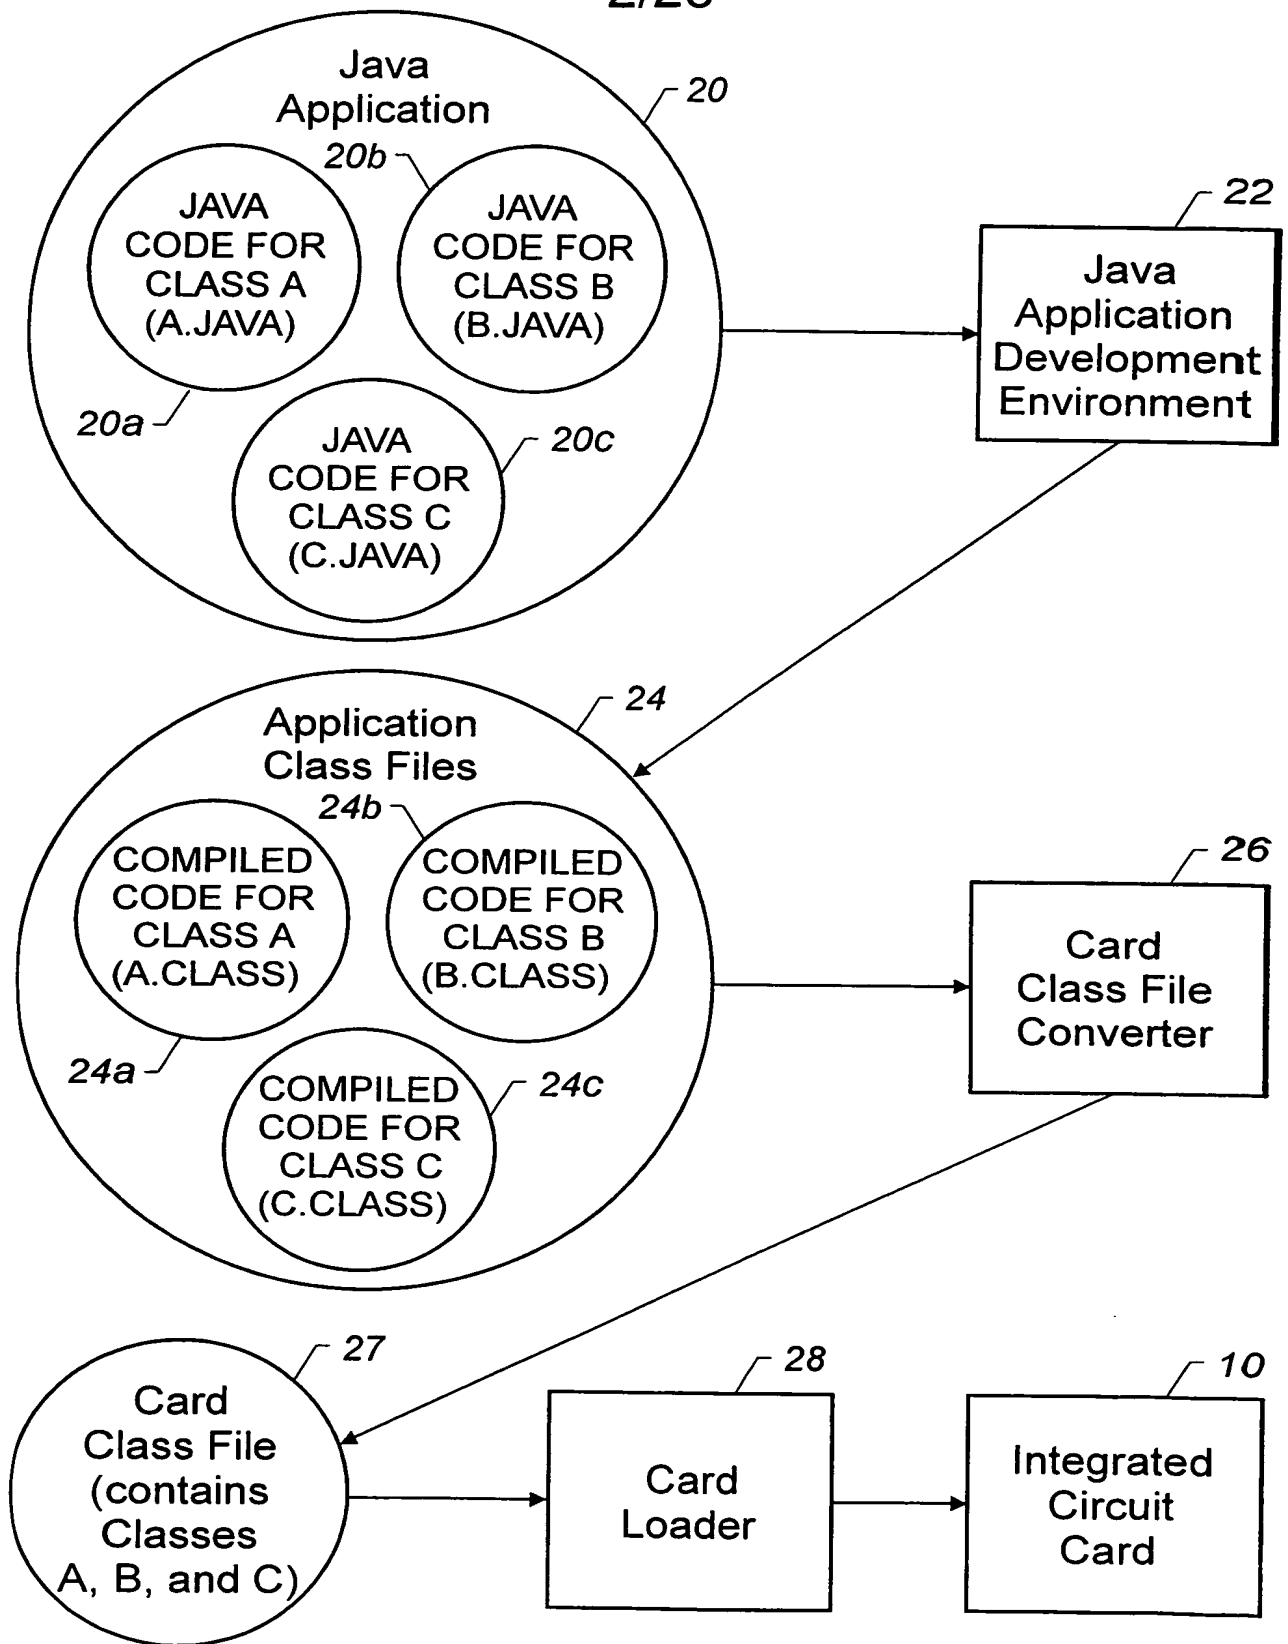 Java
Application
20
20b
JAVA
CODE FOR
CLASS A
(A.JAVA)
JAVA
CODE FOR
CLASS B
(B.JAVA)
22
Java
Application
Development
Environment
20a
JAVA
CODE FOR
CLASS C
(C.JAVA)
20c
Application
Class Files
24
24b
COMPILED
CODE FOR
CLASS A
(A.CLASS)
COMPILED
CODE FOR
CLASS B
(B.CLASS)
26
Card
Class File
Converter
24a
COMPILED
CODE FOR
CLASS C
(C.CLASS)
24c
27
Card
Class File
(contains
Classes
A, B, and C)
28
Card
Loader
10
Integrated
Circuit
Card